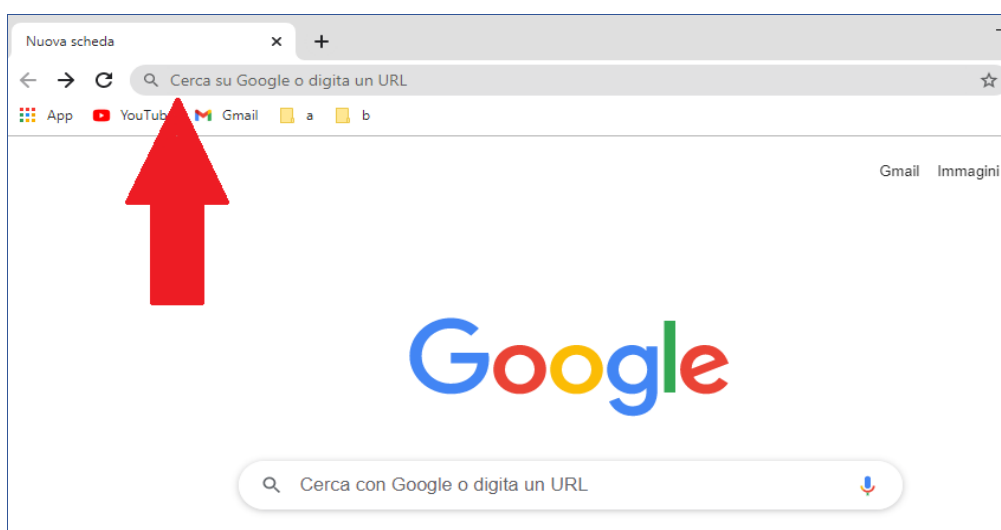 Nuova scheda
Cerca su Google o digita un URL
App YouTub Gmail a b
Gmail Immagini
Google
Cerca con Google o digita un URL